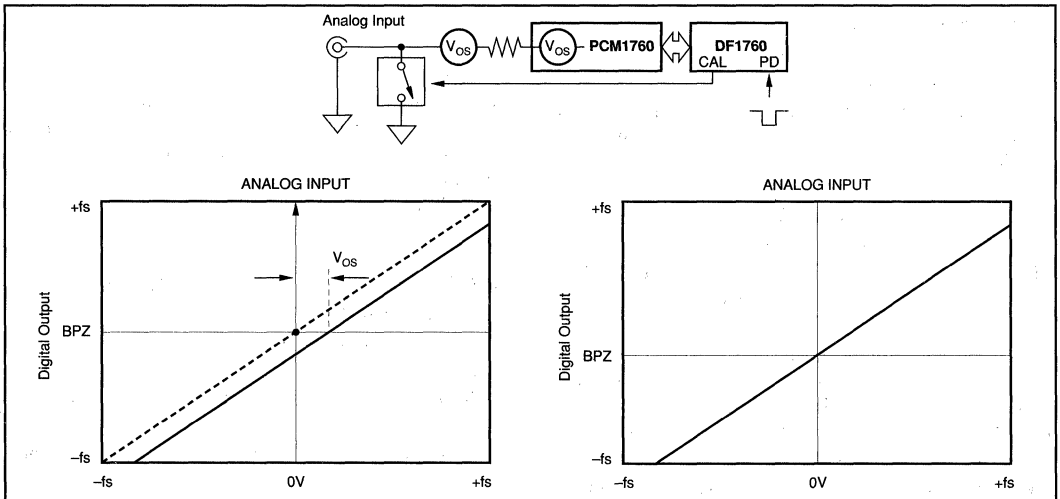 Analog Input
VOS
VOS
PCM1760
DF1760
CAL PD
ANALOG INPUT
+fs
VOS
Digital Output
BPZ
–fs
–fs 0V +fs
ANALOG INPUT
+fs
Digital Output
BPZ
–fs
–fs 0V +fs